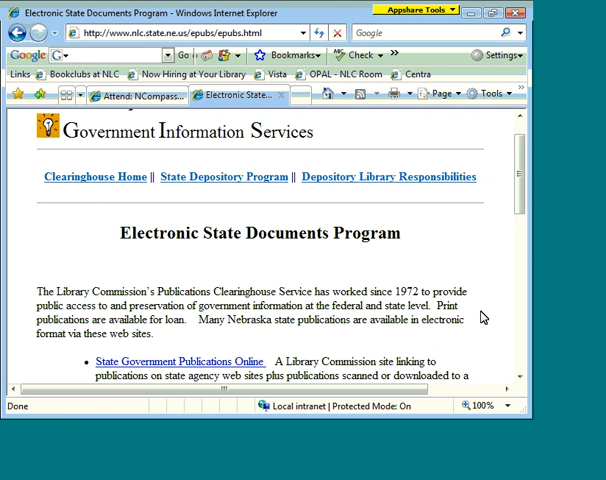 Electronic State Documents Program - Windows Internet Explorer
Appshare Tools
http://www.nlc.state.ne.us/epubs/epubs.html
Google
Google G Go Bookmarks Check Settings
Links Bookclubs at NLC Now Hiring at Your Library Vista OPAL - NLC Room Centra
Attend: NCompass... Electronic State... Page Tools
Government Information Services
Clearinghouse Home || State Depository Program || Depository Library Responsibilities
Electronic State Documents Program
The Library Commission's Publications Clearinghouse Service has worked since 1972 to provide
public access to and preservation of government information at the federal and state level. Print
publications are available for loan. Many Nebraska state publications are available in electronic
format via these web sites.
• State Government Publications Online A Library Commission site linking to
publications on state agency web sites plus publications scanned or downloaded to a
Done Local intranet | Protected Mode: On 100%